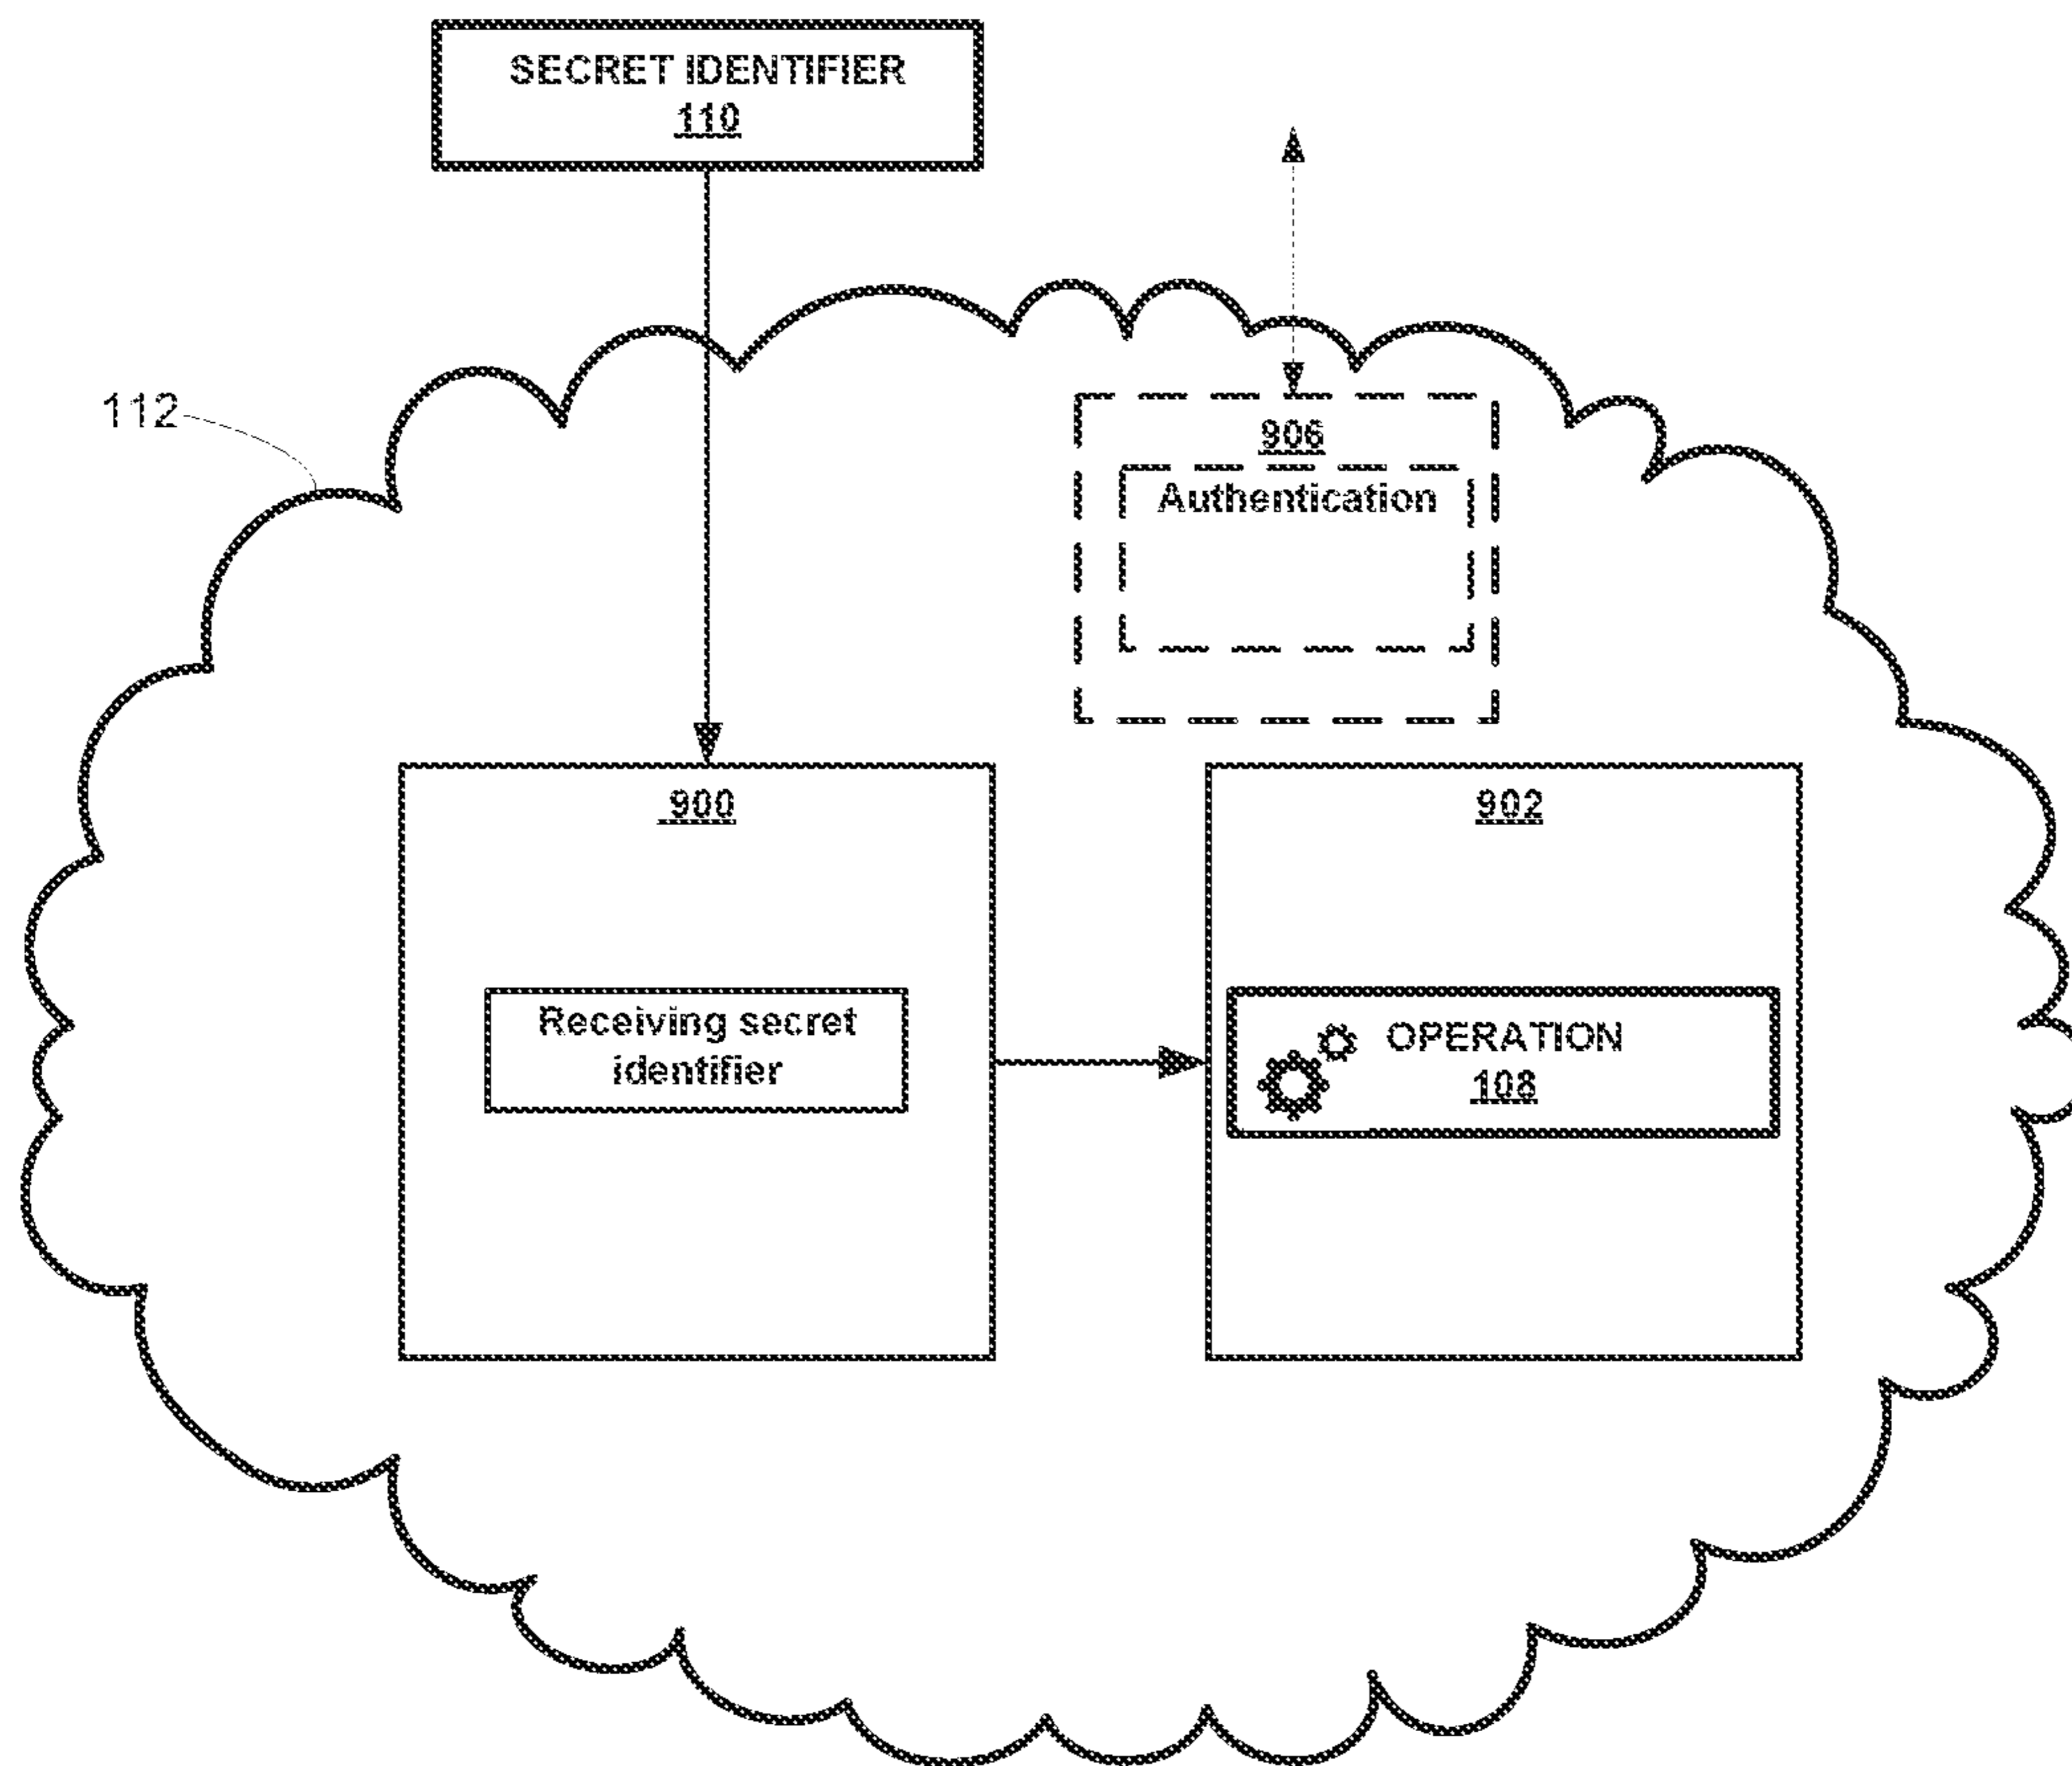 SECRET IDENTIFIER
110
112
906
Authentication
900
902
Receiving secret
identifier
OPERATION
108